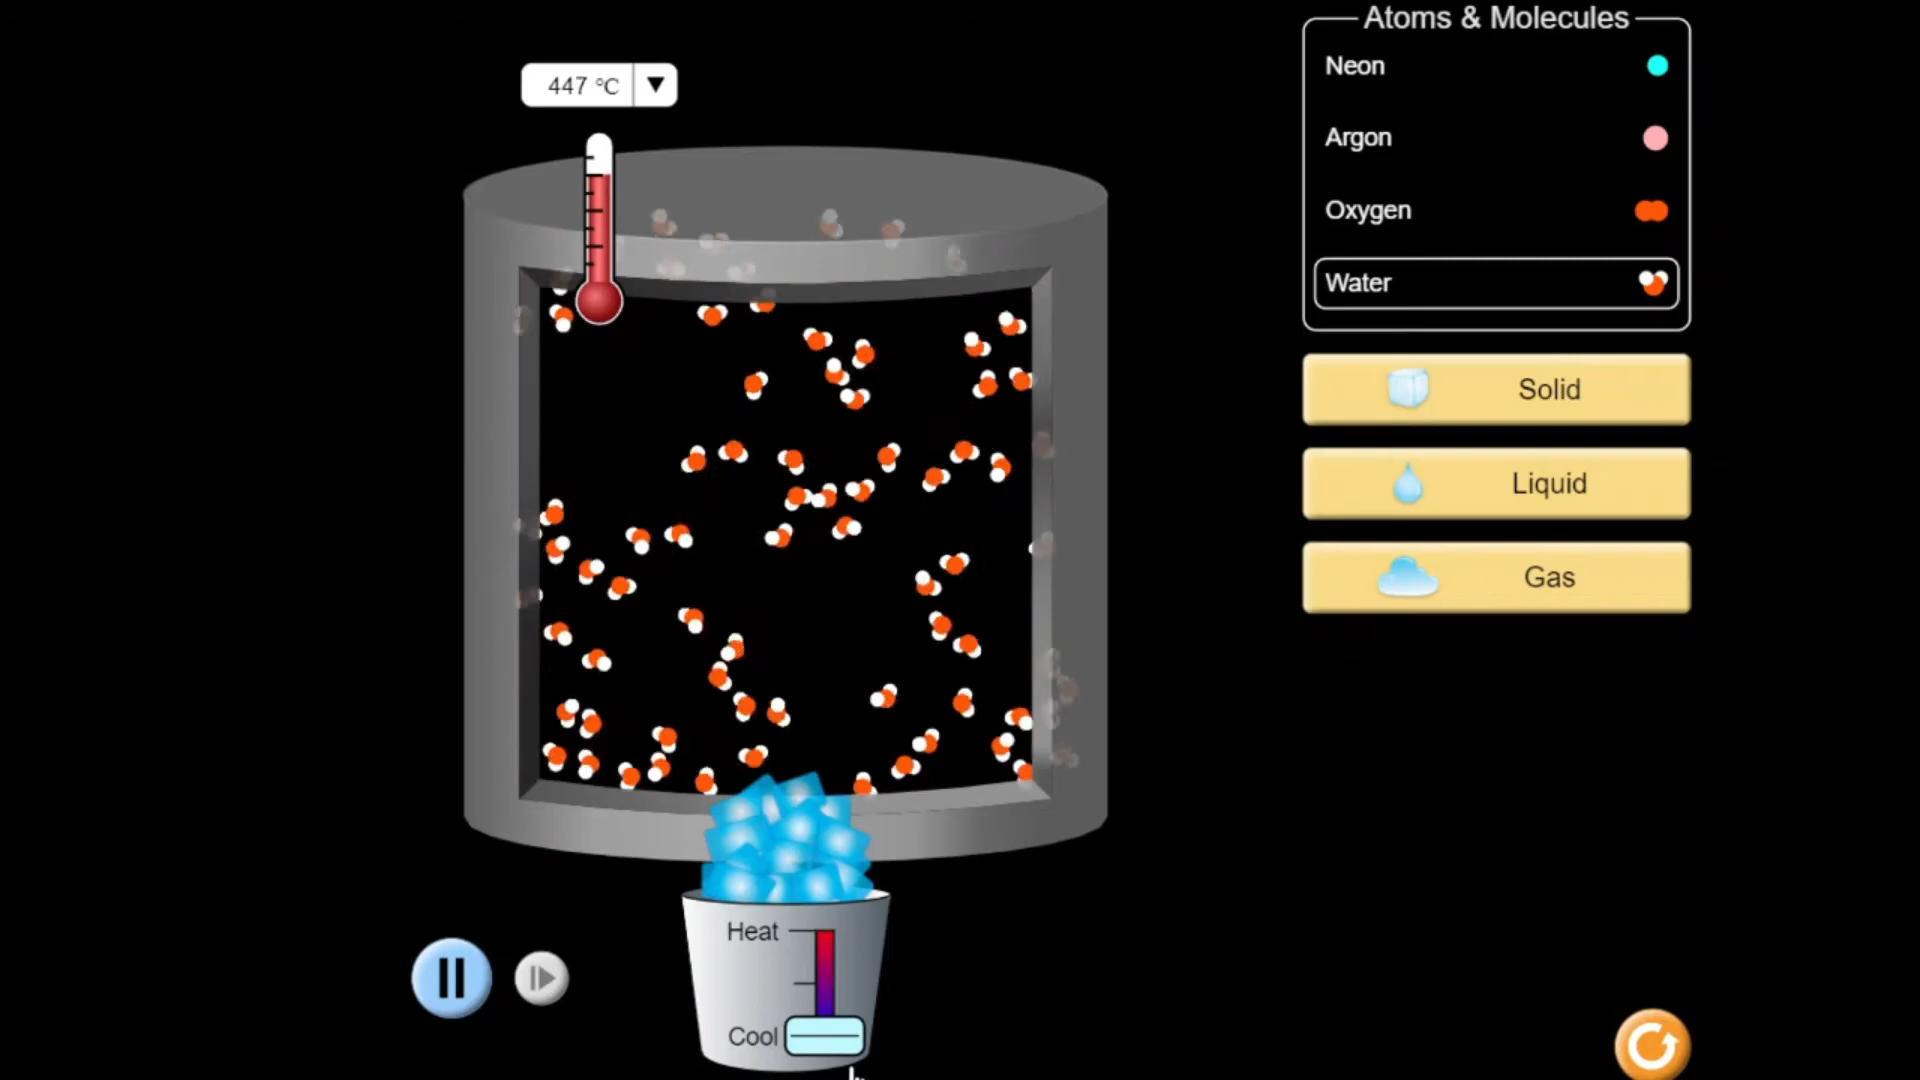 Atoms & Molecules
Neon
447 °C
Argon
Oxygen
Water
Solid
Liquid
Gas
Heat
Cool